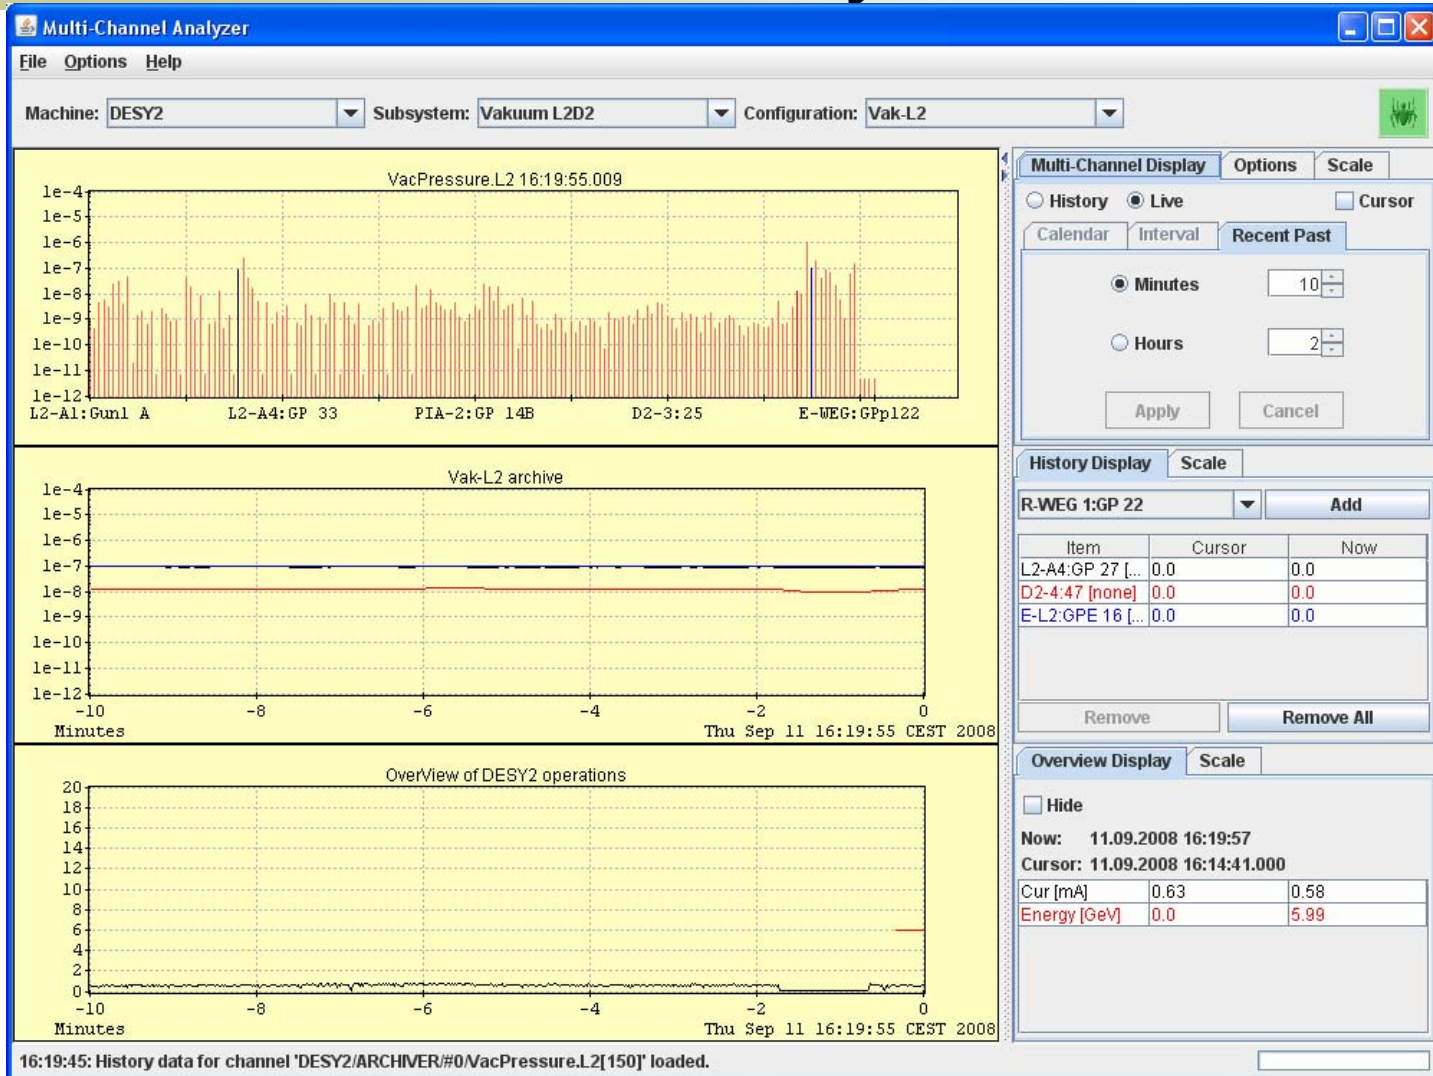 Multi-Channel Analyzer
File Options Help
Machine: DESY2 Subsystem: Vakuum L2D2 Configuration: Vak-L2
VacPressure.L2 16:19:55.009
1e-4
1e-5
1e-6
1e-7
1e-8
1e-9
1e-10
1e-11
1e-12
L2-A1:Gun1 A L2-A4:GP 33 PIA-2:GP 14B D2-3:25 E-WEG:GPp122
Vak-L2 archive
1e-4
1e-5
1e-6
1e-7
1e-8
1e-9
1e-10
1e-11
1e-12
-10 -8 -6 -4 -2 0
Minutes Thu Sep 11 16:19:55 CEST 2008
OverView of DESY2 operations
20
18
16
14
12
10
8
6
4
2
0
-10 -8 -6 -4 -2 0
Minutes Thu Sep 11 16:19:55 CEST 2008
Multi-Channel Display Options Scale
History Live Cursor
Calendar Interval Recent Past
Minutes 10
Hours 2
Apply Cancel
History Display Scale
R-WEG 1:GP 22 Add
Item Cursor Now
L2-A4:GP 27 [... 0.0 0.0
D2-4:47 [none] 0.0 0.0
E-L2:GPE 16 [... 0.0 0.0
Remove Remove All
Overview Display Scale
Hide
Now: 11.09.2008 16:19:57
Cursor: 11.09.2008 16:14:41.000
Cur [mA] 0.63 0.58
Energy [GeV] 0.0 5.99
16:19:45: History data for channel 'DESY2/ARCHIVER/#0/VacPressure.L2[150]' loaded.